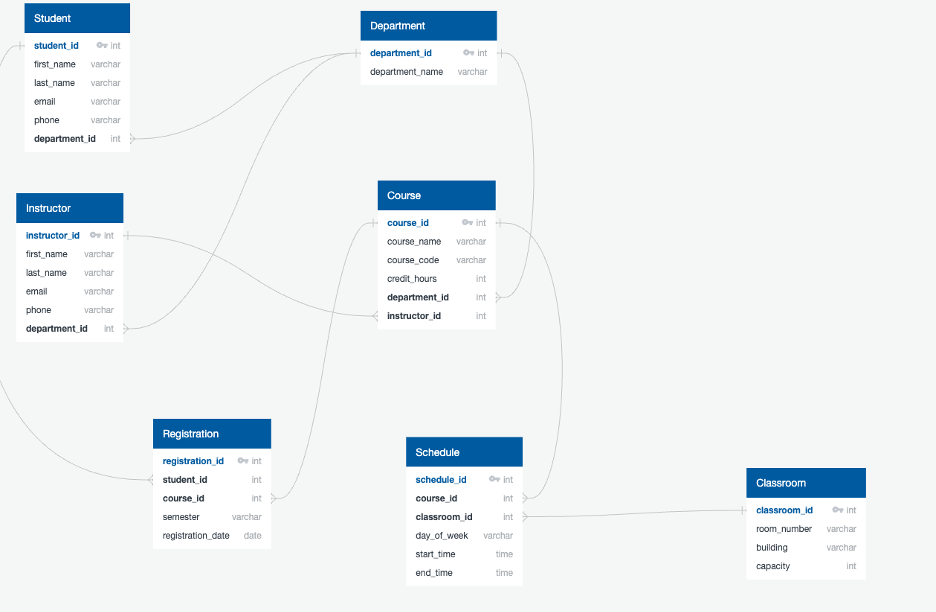 Student
student_id int
first_name varchar
last_name varchar
email varchar
phone varchar
department_id int
Department
department_id int
department_name varchar
Instructor
instructor_id int
first_name varchar
last_name varchar
email varchar
phone varchar
department_id int
Course
course_id int
course_name varchar
course_code varchar
credit_hours int
department_id int
instructor_id int
Registration
registration_id int
student_id int
course_id int
semester varchar
registration_date date
Schedule
schedule_id int
course_id int
classroom_id int
day_of_week varchar
start_time time
end_time time
Classroom
classroom_id int
room_number varchar
building varchar
capacity int